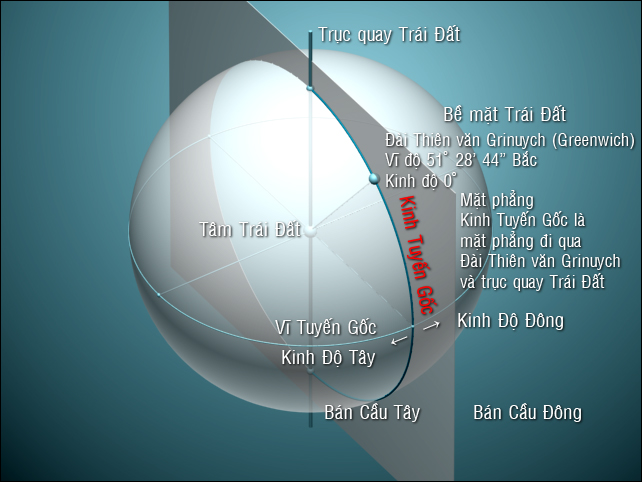 Trục quay Trái Đất
Bề mặt Trái Đất
Đài Thiên văn Grinuych (Greenwich)
Vĩ độ 51° 28' 44" Bắc
Kinh độ 0°
Kinh Tuyến Gốc
Mặt phẳng
Kinh Tuyến Gốc là
mặt phẳng đi qua
Đài Thiên văn Grinuych
và trục quay Trái Đất
Tâm Trái Đất
Vĩ Tuyến Gốc
Kinh Độ Đông
Kinh Độ Tây
Bán Cầu Tây
Bán Cầu Đông